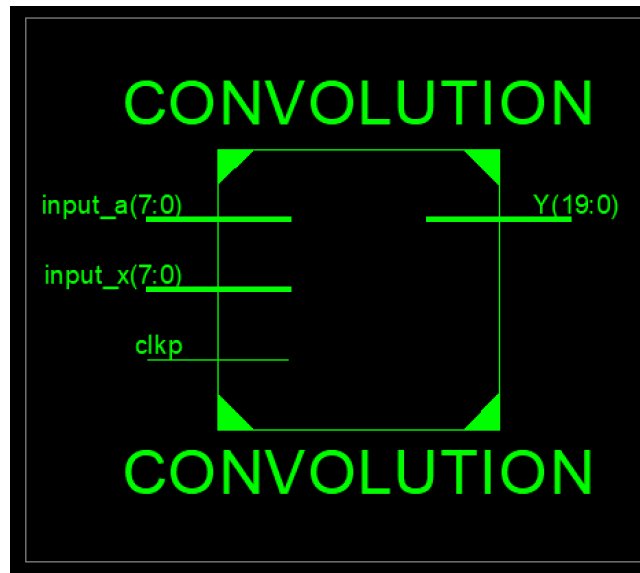 CONVOLUTION
input_a(7:0)
Y(19:0)
input_x(7:0)
clkp
CONVOLUTION